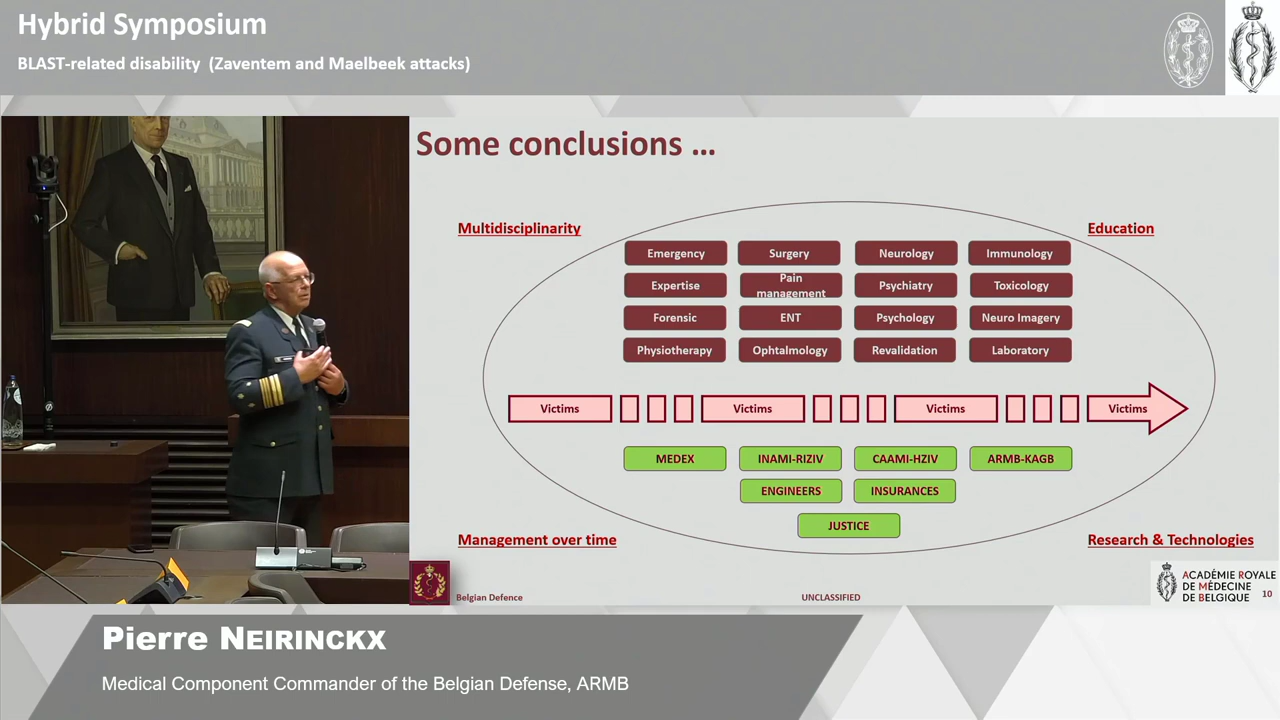 Hybrid Symposium
BLAST-related disability (Zaventem and Maelbeek attacks)
Some conclusions ...
Multidisciplinarity
Education
Emergency
Surgery
Neurology
Immunology
Expertise
Pain
management
Psychiatry
Toxicology
Forensic
ENT
Psychology
Neuro Imagery
Physiotherapy
Ophtalmology
Revalidation
Laboratory
Victims
Victims
Victims
Victims
MEDEX
INAMI-RIZIV
CAAMI-HZIV
ARMB-KAGB
ENGINEERS
INSURANCES
JUSTICE
Management over time
Research & Technologies
Belgian Defence
UNCLASSIFIED
ACADÉMIE ROYALE
DE MÉDECINE
DE BELGIQUE
10
Pierre NEIRINCKX
Medical Component Commander of the Belgian Defense, ARMB